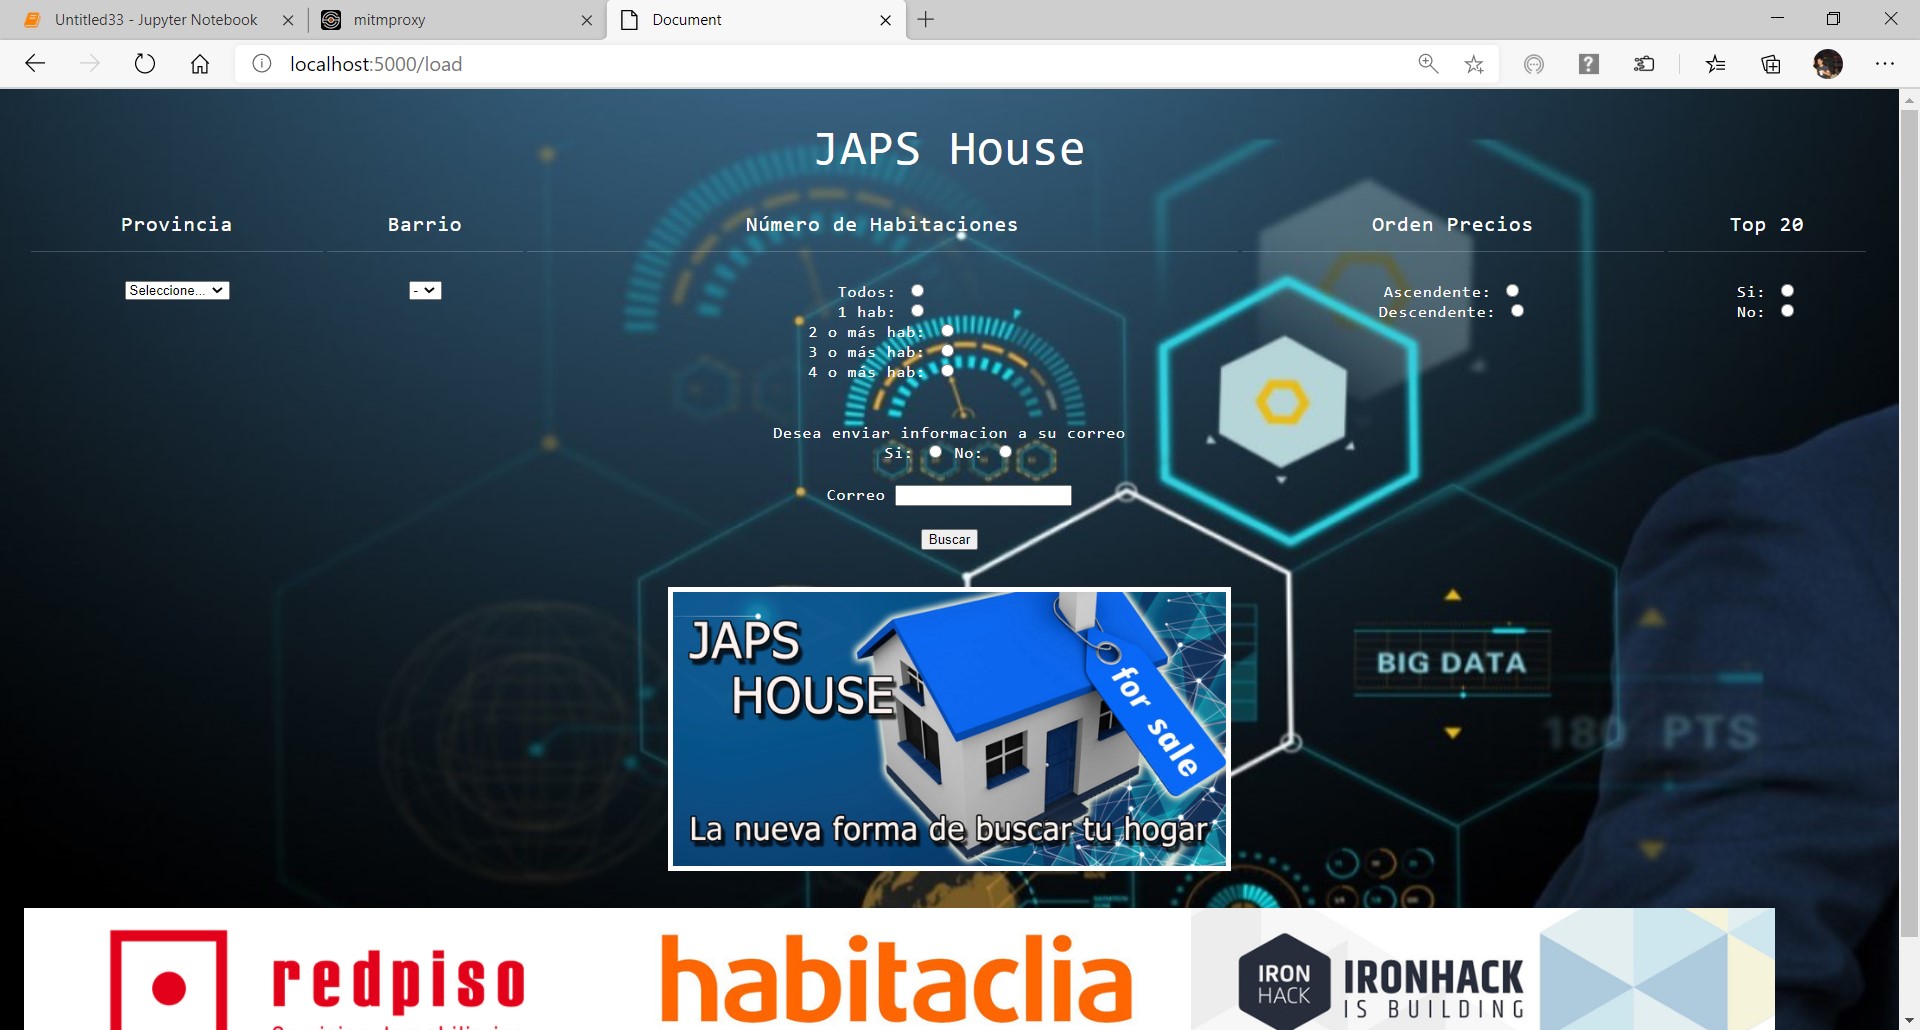 Untitled33 - Jupyter Notebook
mitmproxy
Document
localhost:5000/load
JAPS House
Provincia
Barrio
Número de Habitaciones
Orden Precios
Top 20
Seleccione...
-
Todos:
1 hab:
2 o más hab:
3 o más hab:
4 o más hab:
Ascendente:
Descendente:
Si:
No:
Desea enviar informacion a su correo
Si: No:
Correo
Buscar
JAPS
HOUSE
for sale
La nueva forma de buscar tu hogar
BIG DATA
180 PTS
redpiso
habitaclia
IRON
HACK
IRONHACK
IS BUILDING